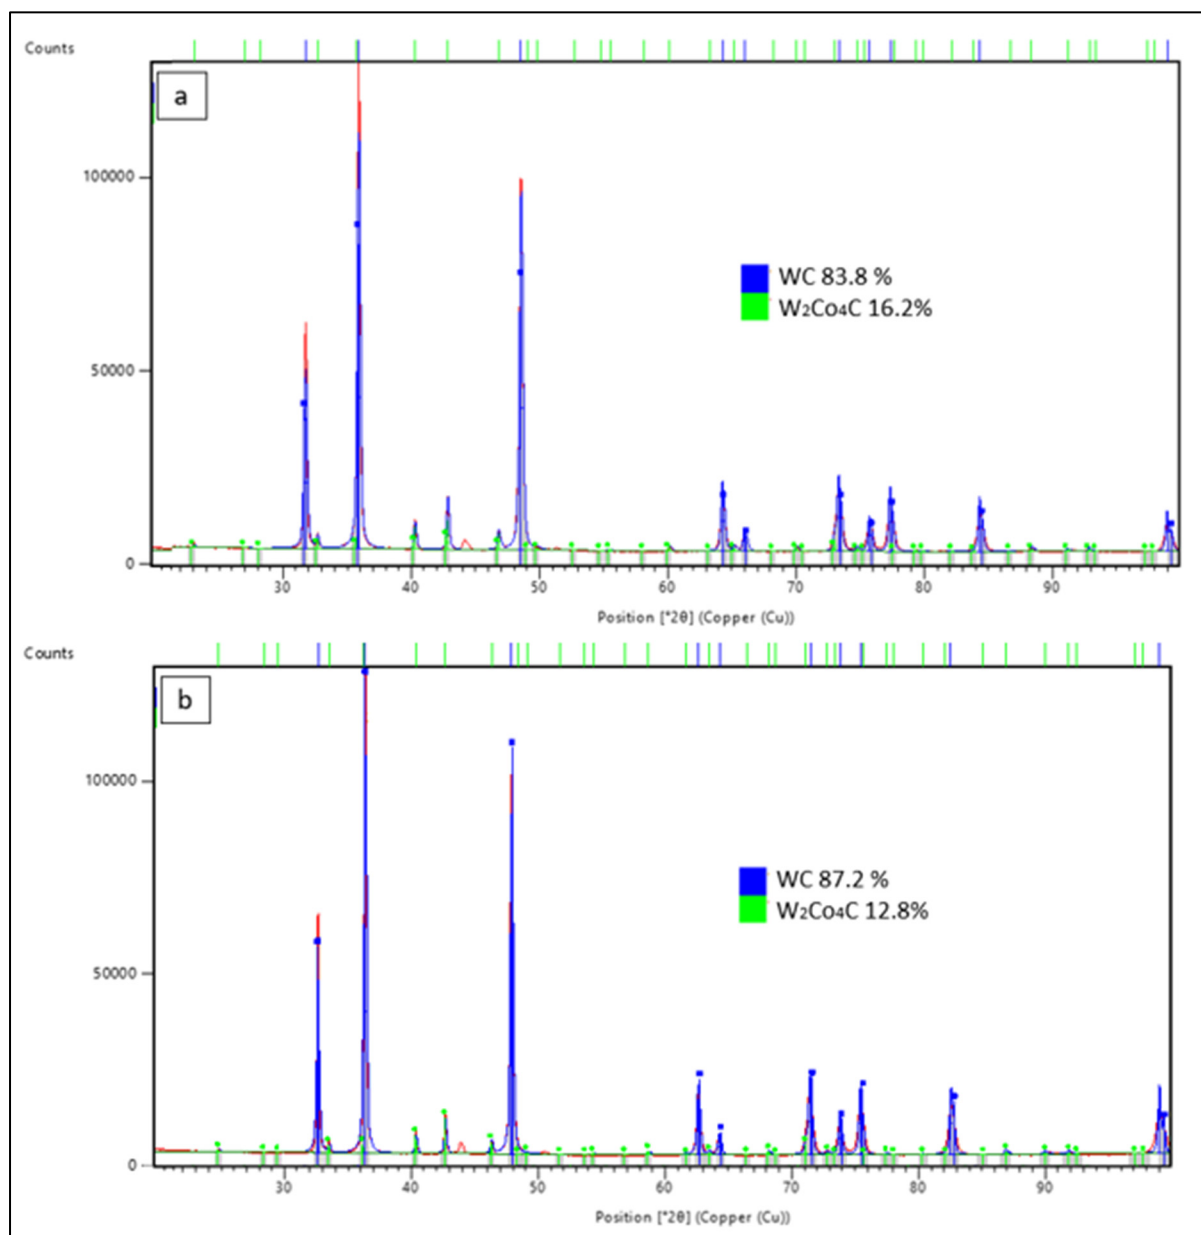 Counts
a
100000
50000
0
WC 83.8 %
W₂Co₄C 16.2%
30 40 50 60 70 80 90
Position [°2θ] (Copper (Cu))
Counts
b
100000
50000
0
WC 87.2 %
W₂Co₄C 12.8%
30 40 50 60 70 80 90
Position [°2θ] (Copper (Cu))